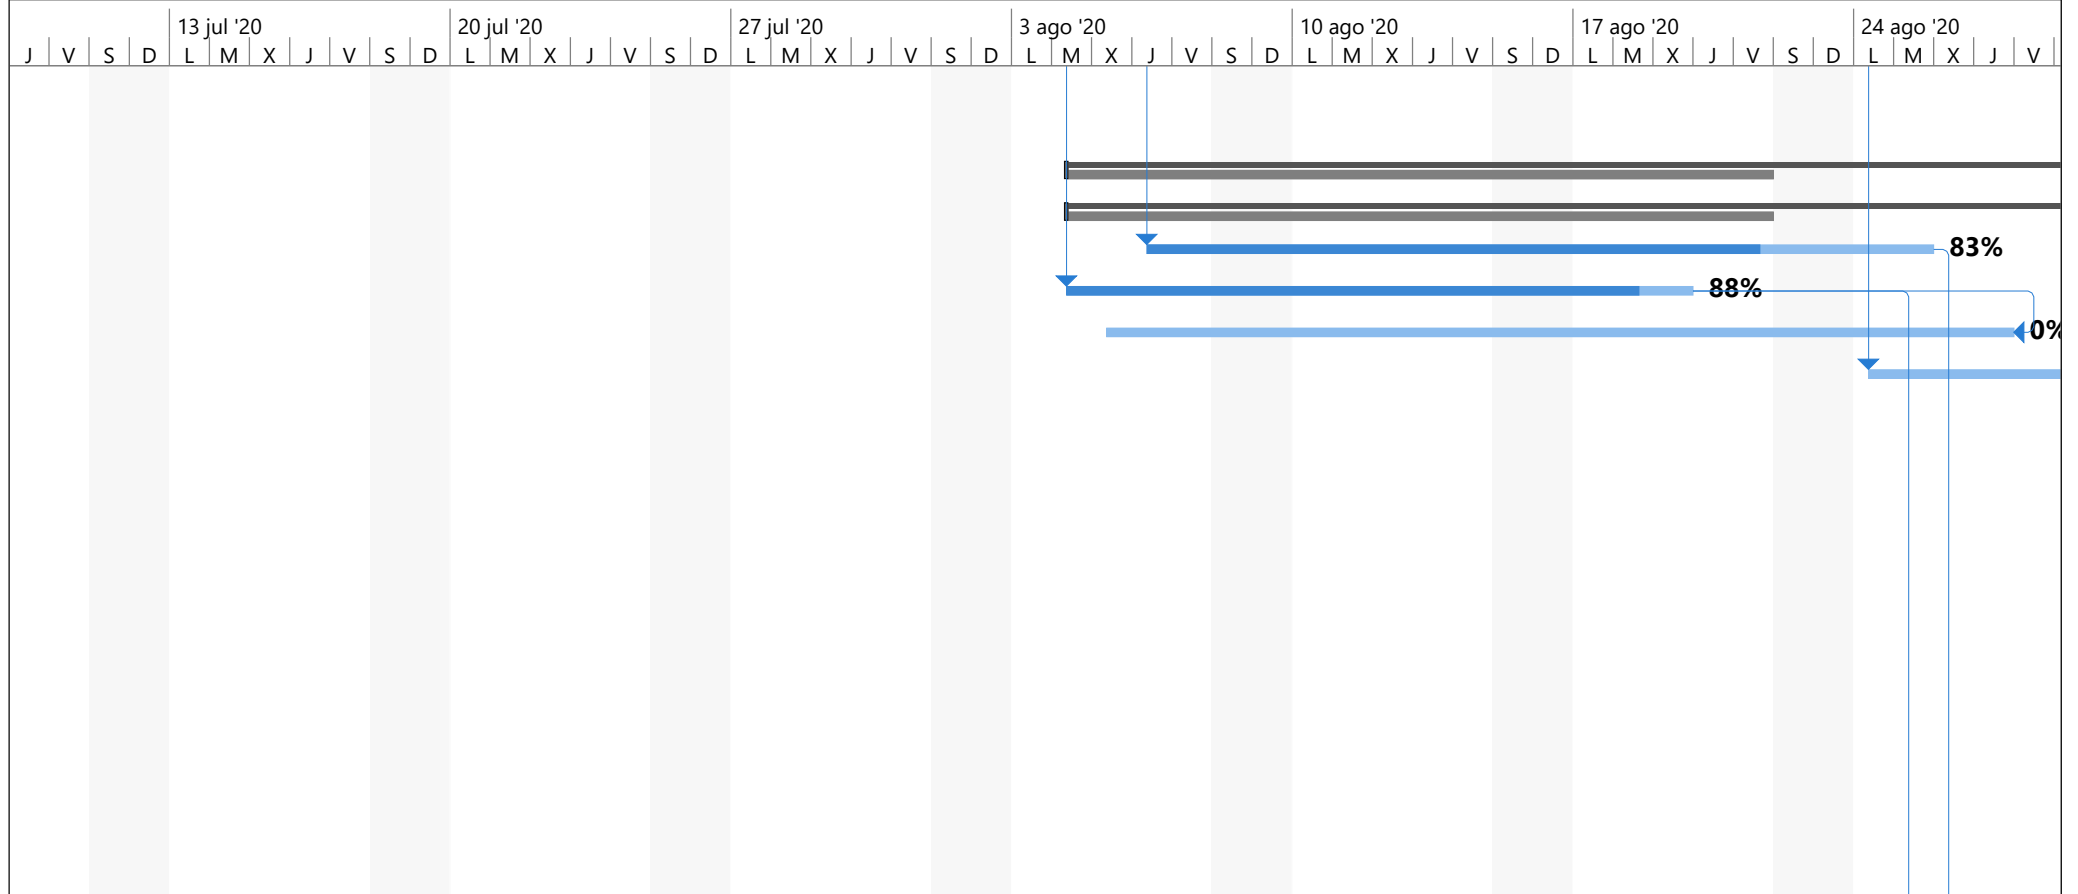 13 jul '20 20 jul '20 27 jul '20 3 ago '20 10 ago '20 17 ago '20 24 ago '20
J V S D L M X J V S D L M X J V S D L M X J V S D L M X J V S D L M X J V S D L M X J V S D L M X J V
83%
88%
0%